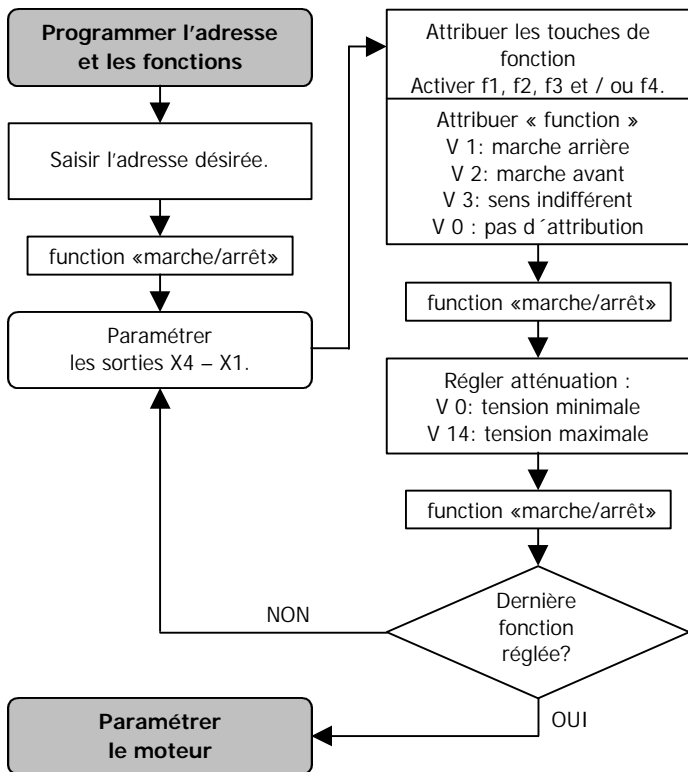 Programmer l’adresse
et les fonctions
Saisir l’adresse désirée.
function «marche/arrêt»
Paramétrer
les sorties X4 – X1.
Attribuer les touches de
fonction
Activer f1, f2, f3 et / ou f4.
Attribuer « function »
V 1: marche arrière
V 2: marche avant
V 3: sens indifférent
V 0 : pas d´attribution
function «marche/arrêt»
Régler atténuation :
V 0: tension minimale
V 14: tension maximale
function «marche/arrêt»
Dernière
fonction
réglée?
NON
OUI
Paramétrer
le moteur